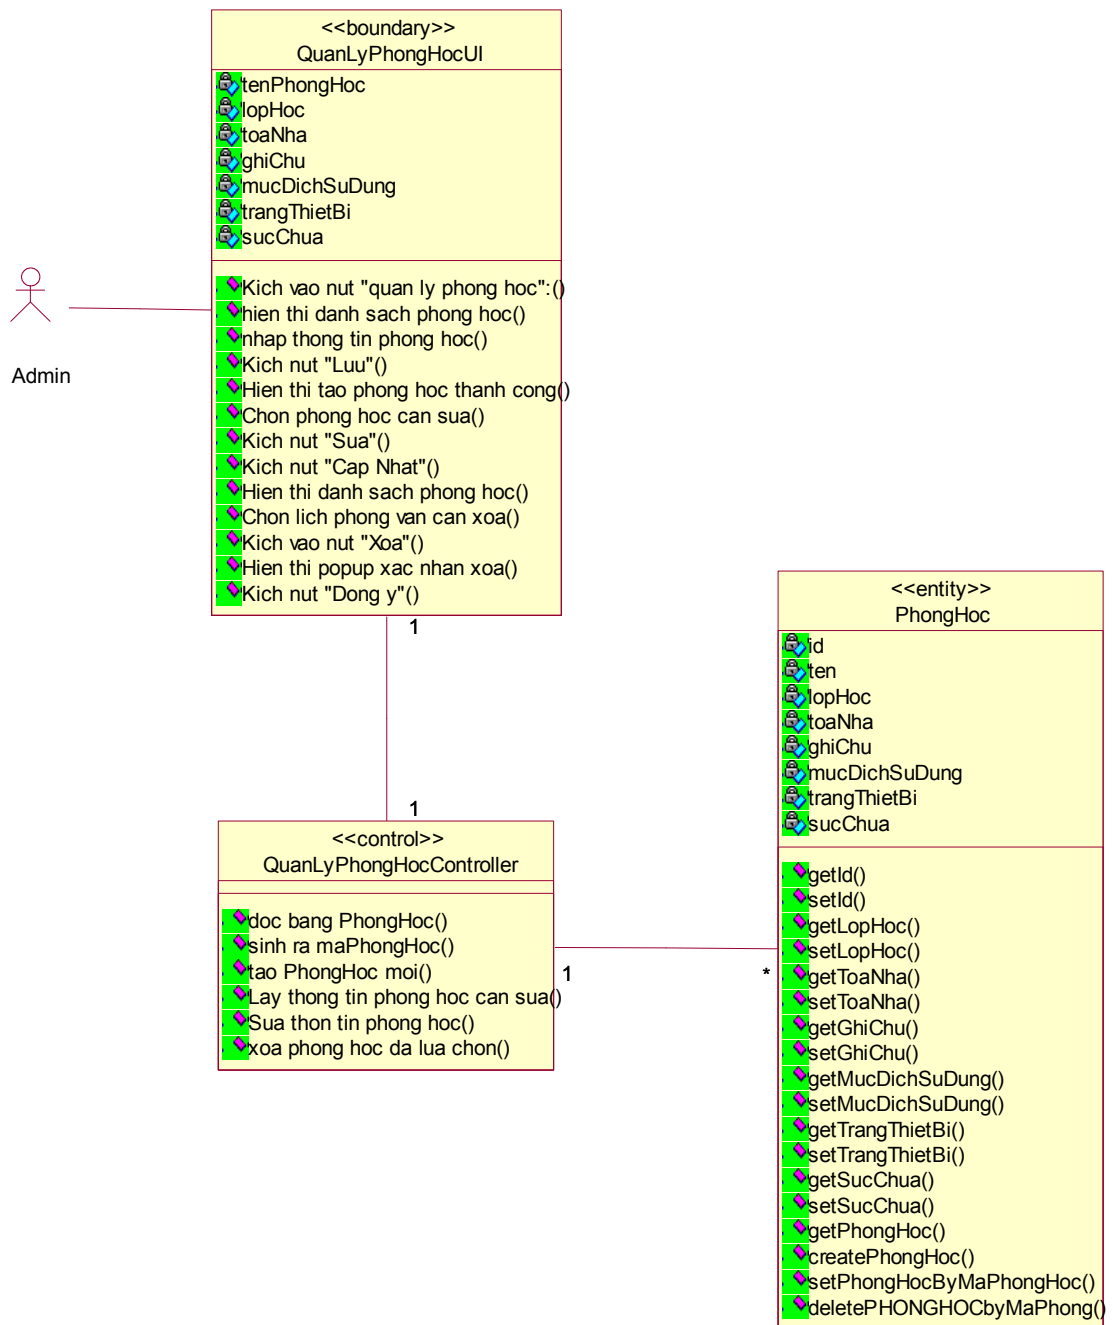 <<boundary>>
QuanLyPhongHocUI
tenPhongHoc
lopHoc
toaNha
ghiChu
mucDichSuDung
trangThietBi
sucChua
Kich vao nut "quan ly phong hoc":()
hien thi danh sach phong hoc()
nhap thong tin phong hoc()
Kich nut "Luu"()
Hien thi tao phong hoc thanh cong()
Chon phong hoc can sua()
Kich nut "Sua"()
Kich nut "Cap Nhat"()
Hien thi danh sach phong hoc()
Chon lich phong van can xoa()
Kich vao nut "Xoa"()
Hien thi popup xac nhan xoa()
Kich nut "Dong y"()
Admin
1
1
<<control>>
QuanLyPhongHocController
doc bang PhongHoc()
sinh ra maPhongHoc()
tao PhongHoc moi()
Lay thong tin phong hoc can sua()
Sua thon tin phong hoc()
xoa phong hoc da lua chon()
1
*
<<entity>>
PhongHoc
id
ten
lopHoc
toaNha
ghiChu
mucDichSuDung
trangThietBi
sucChua
getId()
setId()
getLopHoc()
setLopHoc()
getToaNha()
setToaNha()
getGhiChu()
setGhiChu()
getMucDichSuDung()
setMucDichSuDung()
getTrangThietBi()
setTrangThietBi()
getSucChua()
setSucChua()
getPhongHoc()
createPhongHoc()
setPhongHocByMaPhongHoc()
deletePHONGHOCbyMaPhong()